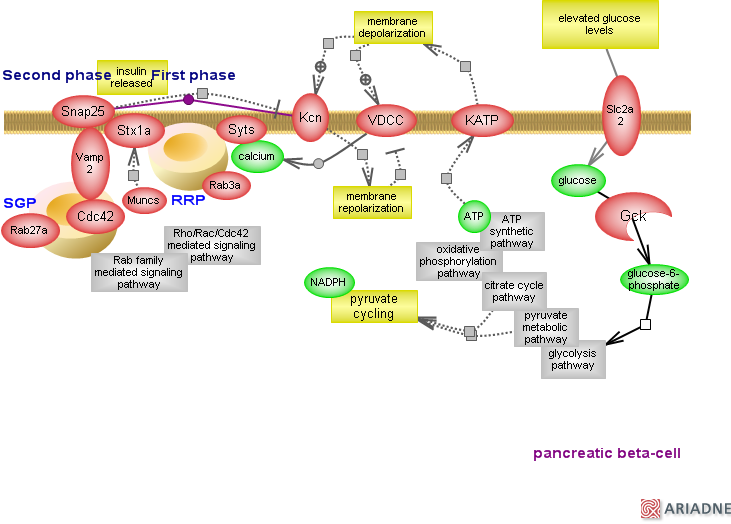 membrane
depolarization
elevated glucose
levels
Second phase
insulin
released
First phase
Snap25
Stx1a
Syts
Kcn
VDCC
KATP
Slc2a
2
Vamp
2
calcium
glucose
Rab3a
Muncs
RRP
SGP
Cdc42
Rab27a
membrane
repolarization
ATP
ATP
synthetic
pathway
Gck
Rho/Rac/Cdc42
mediated signaling
pathway
Rab family
mediated signaling
pathway
oxidative
phosphorylation
pathway
NADPH
pyruvate
cycling
citrate cycle
pathway
glucose-6-
phosphate
pyruvate
metabolic
pathway
glycolysis
pathway
pancreatic beta-cell
ARIADNE